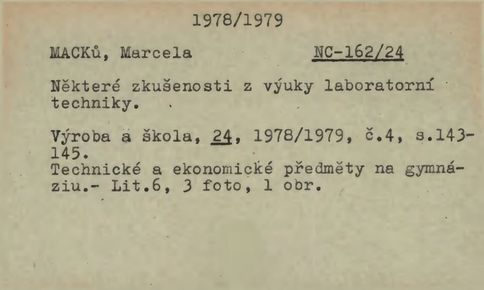 1978/1979
MACKů, Marcela NC-162/24
Některé zkušenosti z výuky laboratorní
techniky.
Výroba a škola, 24, 1978/1979, č.4, s.143-
145.
Technické a ekonomické předměty na gymná-
ziu.- Lit.6, 3 foto, 1 obr.